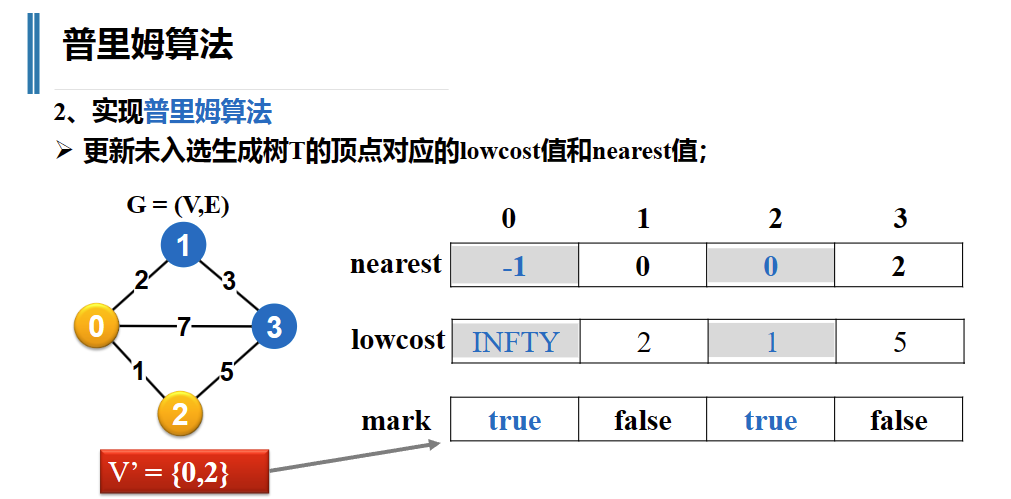 普里姆算法
2、实现普里姆算法
➢ 更新未入选生成树T的顶点对应的lowcost值和nearest值；
G = (V,E)
1
2 3
0 7 3
1 5
2
V’ = {0,2}
0 1 2 3
nearest -1 0 0 2
lowcost INFTY 2 1 5
mark true false true false